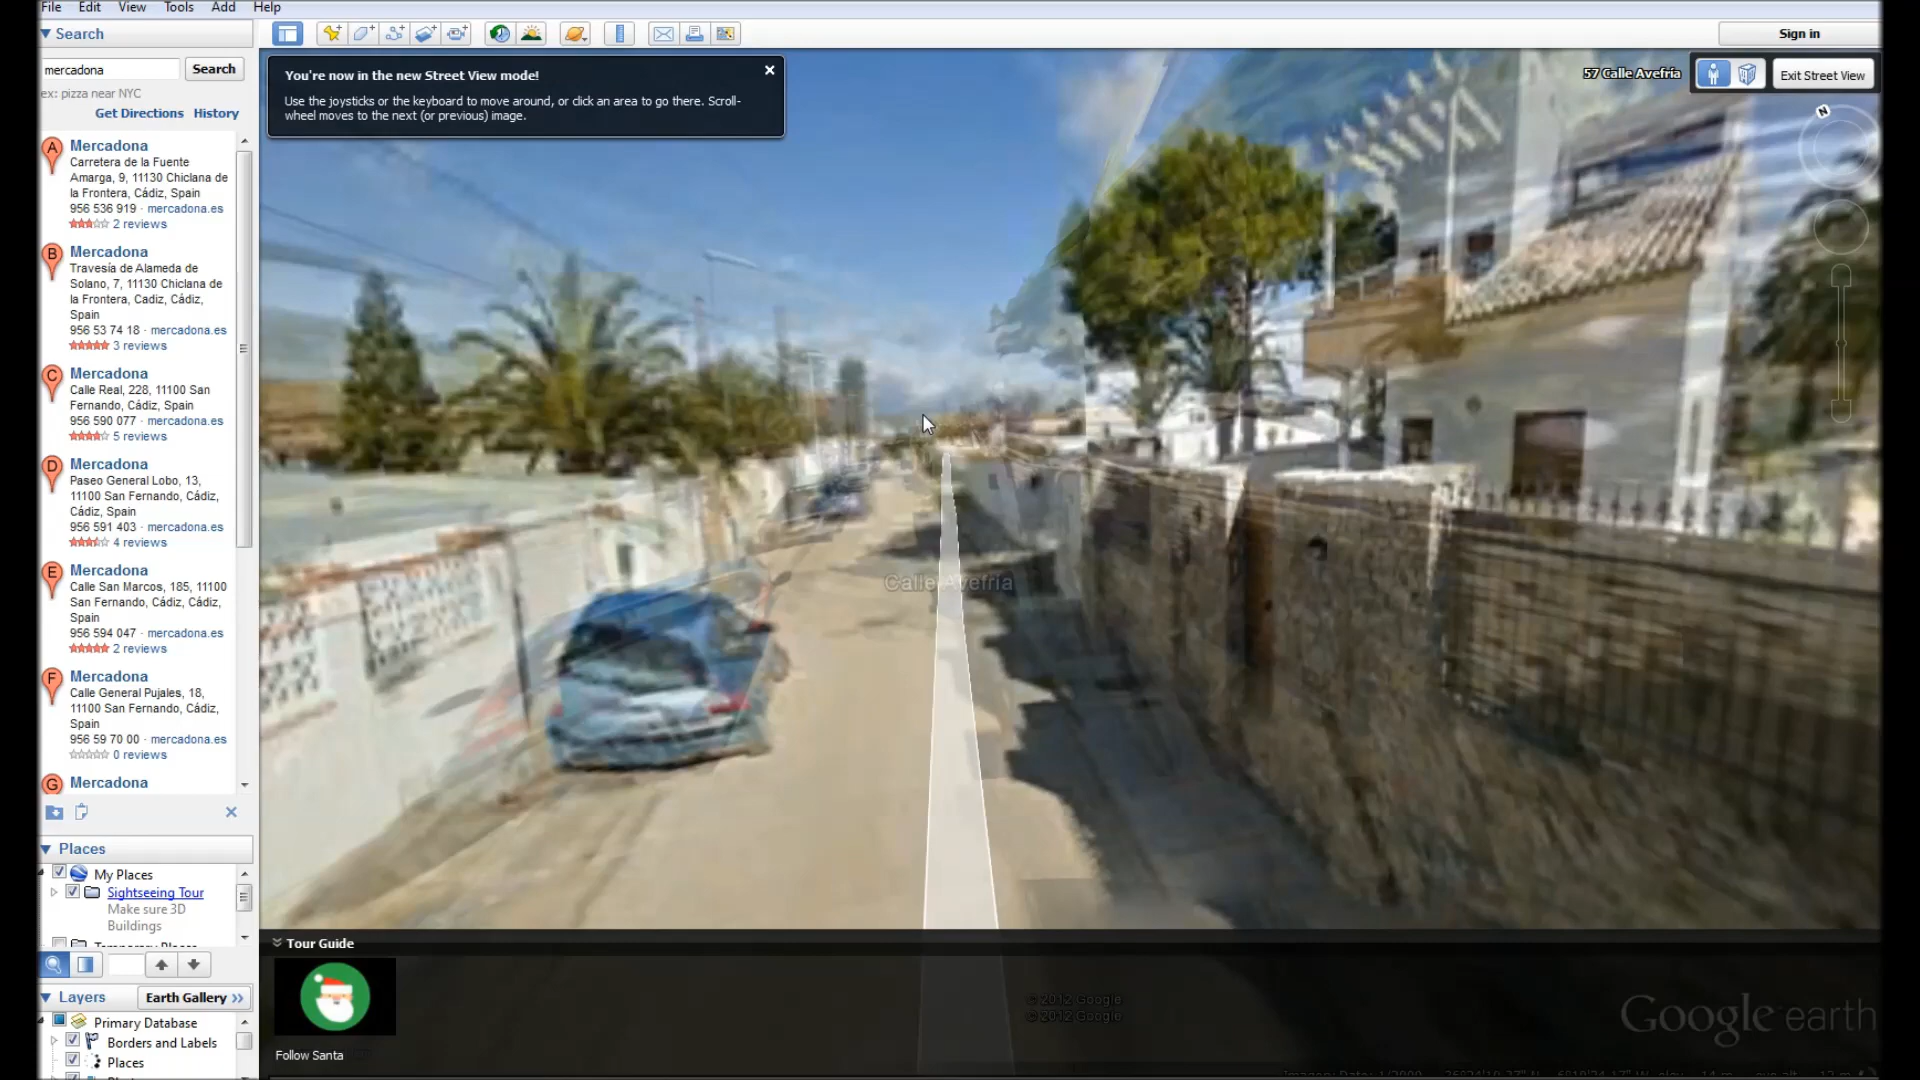 File Edit View Tools Add Help
Search
mercadona
Search
ex: pizza near NYC
Get Directions History
A
Mercadona
Carretera de la Fuente
Amarga, 9, 11130 Chiclana de
la Frontera, Cádiz, Spain
956 536 919 · mercadona.es
2 reviews
B
Mercadona
Travesía de Alameda de
Solano, 7, 11130 Chiclana de
la Frontera, Cadiz, Cádiz,
Spain
956 53 74 18 · mercadona.es
3 reviews
C
Mercadona
Calle Real, 228, 11100 San
Fernando, Cádiz, Spain
956 590 077 · mercadona.es
5 reviews
D
Mercadona
Paseo General Lobo, 13,
11100 San Fernando, Cádiz,
Cádiz, Spain
956 591 403 · mercadona.es
4 reviews
E
Mercadona
Calle San Marcos, 185, 11100
San Fernando, Cádiz, Cádiz,
Spain
956 594 047 · mercadona.es
2 reviews
F
Mercadona
Calle General Pujales, 18,
11100 San Fernando, Cádiz,
Spain
956 59 70 00 · mercadona.es
0 reviews
G
Mercadona
Places
My Places
Sightseeing Tour
Make sure 3D
Buildings
Temporary Places
Layers
Earth Gallery »
Primary Database
Borders and Labels
Places
Sign in
You're now in the new Street View mode!
Use the joysticks or the keyboard to move around, or click an area to go there. Scroll-
wheel moves to the next (or previous) image.
57 Calle Avefría
Exit Street View
N
Calle Avefría
Tour Guide
Follow Santa
© 2012 Google
© 2012 Google
Google earth